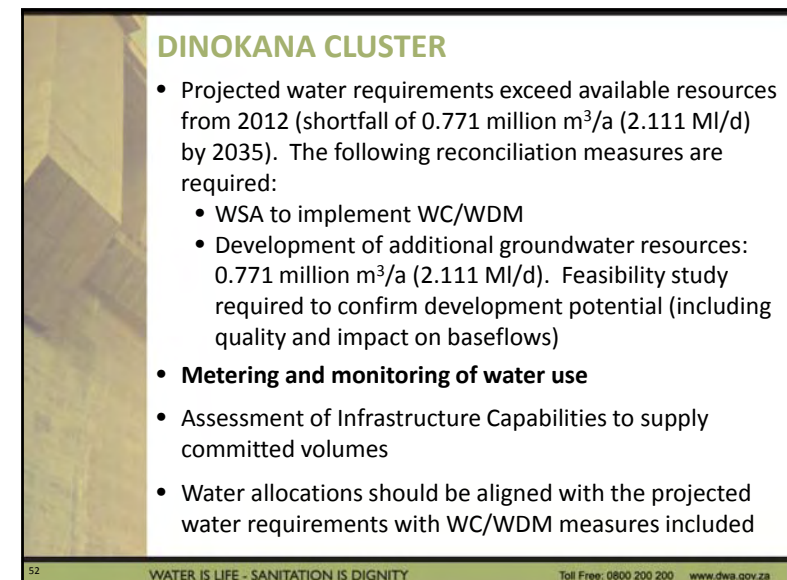 DINOKANA CLUSTER
• Projected water requirements exceed available resources
from 2012 (shortfall of 0.771 million m³/a (2.111 Ml/d)
by 2035). The following reconciliation measures are
required:
• WSA to implement WC/WDM
• Development of additional groundwater resources:
0.771 million m³/a (2.111 Ml/d). Feasibility study
required to confirm development potential (including
quality and impact on baseflows)
• Metering and monitoring of water use
• Assessment of Infrastructure Capabilities to supply
committed volumes
• Water allocations should be aligned with the projected
water requirements with WC/WDM measures included
52 WATER IS LIFE - SANITATION IS DIGNITY Toll Free: 0800 200 200 www.dwa.gov.za